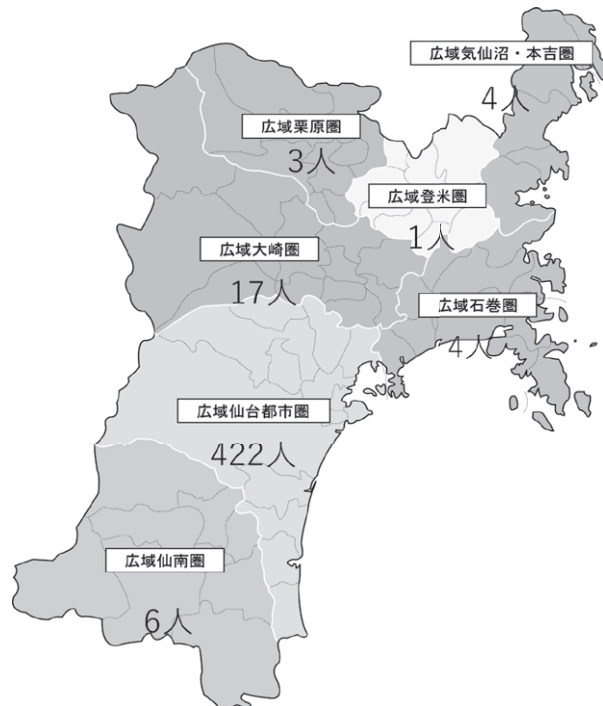 広域気仙沼・本吉圏
4人
広域栗原圏
3人
広域登米圏
1人
広域大崎圏
17人
広域石巻圏
4人
広域仙台都市圏
422人
広域仙南圏
6人